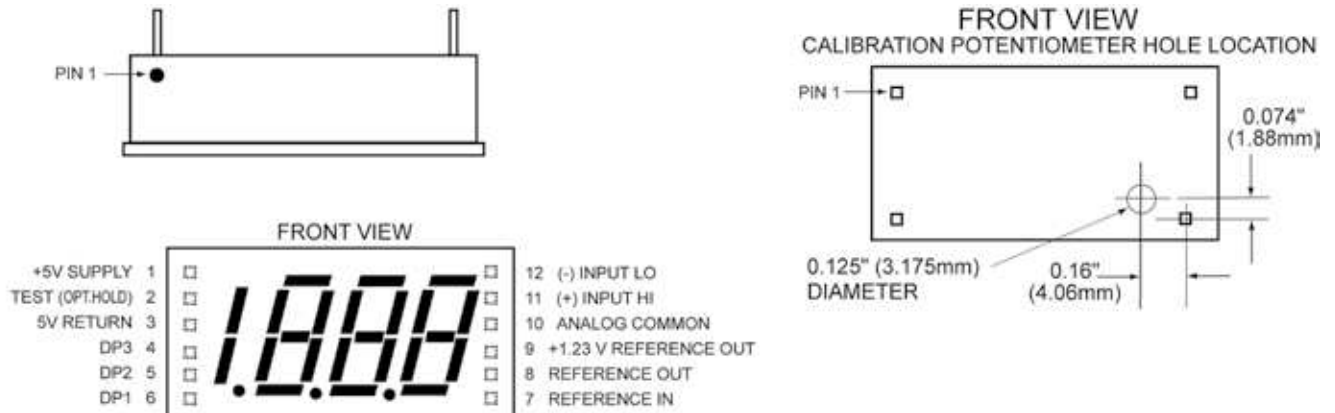 PIN 1
FRONT VIEW
+5V SUPPLY 1
TEST (OPT.HOLD) 2
5V RETURN 3
DP3 4
DP2 5
DP1 6
1.8.8.8
12 (-) INPUT LO
11 (+) INPUT HI
10 ANALOG COMMON
9 +1.23 V REFERENCE OUT
8 REFERENCE OUT
7 REFERENCE IN
FRONT VIEW
CALIBRATION POTENTIOMETER HOLE LOCATION
PIN 1
0.074"
(1.88mm)
0.125" (3.175mm)
DIAMETER
0.16"
(4.06mm)